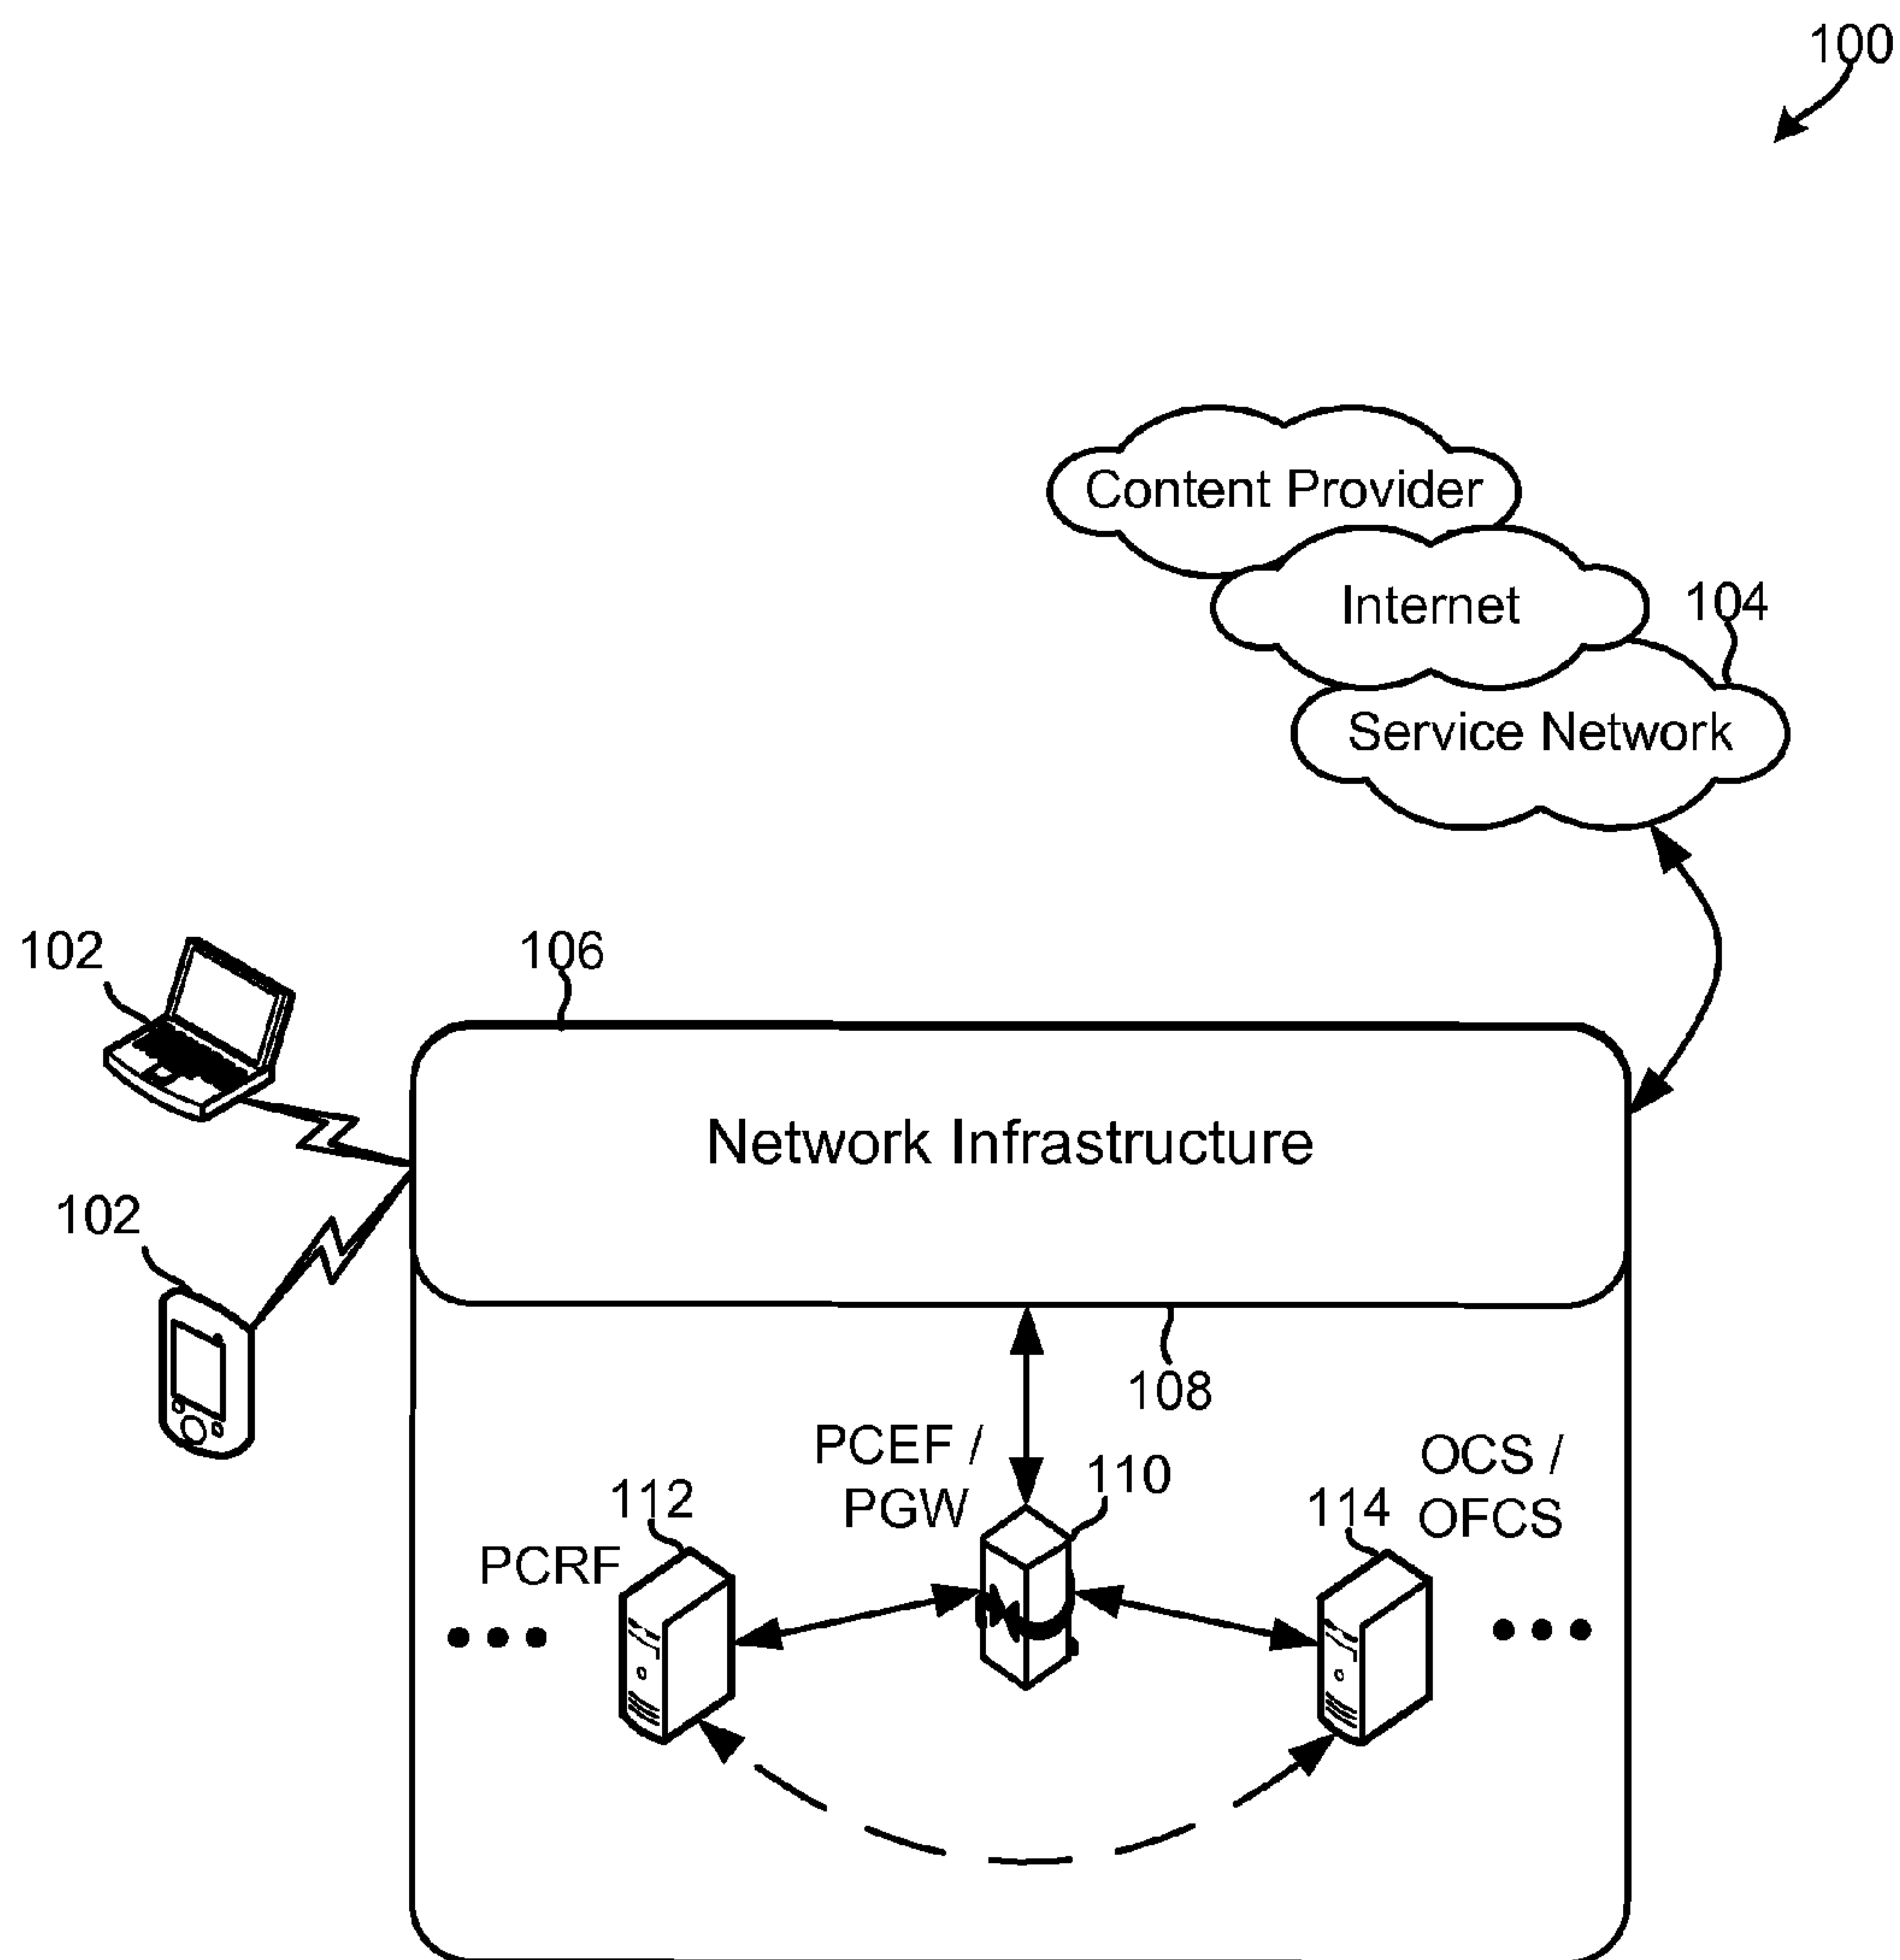 100
Content Provider
Internet
104
Service Network
102
106
Network Infrastructure
102
108
PCEF /
PGW
110
OCS /
OFCS
112
114
PCRF